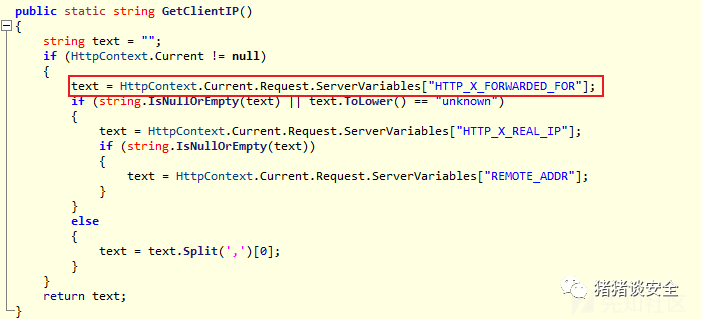 public static string GetClientIP()
{
    string text = "";
    if (HttpContext.Current != null)
    {
        text = HttpContext.Current.Request.ServerVariables["HTTP_X_FORWARDED_FOR"];
        if (string.IsNullOrEmpty(text) || text.ToLower() == "unknown")
        {
            text = HttpContext.Current.Request.ServerVariables["HTTP_X_REAL_IP"];
            if (string.IsNullOrEmpty(text))
            {
                text = HttpContext.Current.Request.ServerVariables["REMOTE_ADDR"];
            }
        }
        else
        {
            text = text.Split(',')[0];
        }
    }
    return text;
}
猪猪谈安全